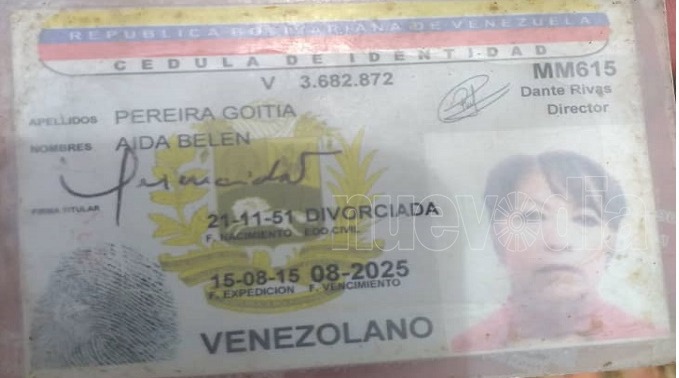 REPUBLICA BOLIVARIANA DE VENEZUELA
CEDULA DE IDENTIDAD
V 3.682.872
MM615
Dante Rivas
Director
APELLIDOS PEREIRA GOITIA
NOMBRES AIDA BELEN
FIRMA TITULAR
21-11-51 DIVORCIADA
F. NACIMIENTO EDO CIVIL
nuevodia
15-08-15 08-2025
F. EXPEDICION F. VENCIMIENTO
VENEZOLANO